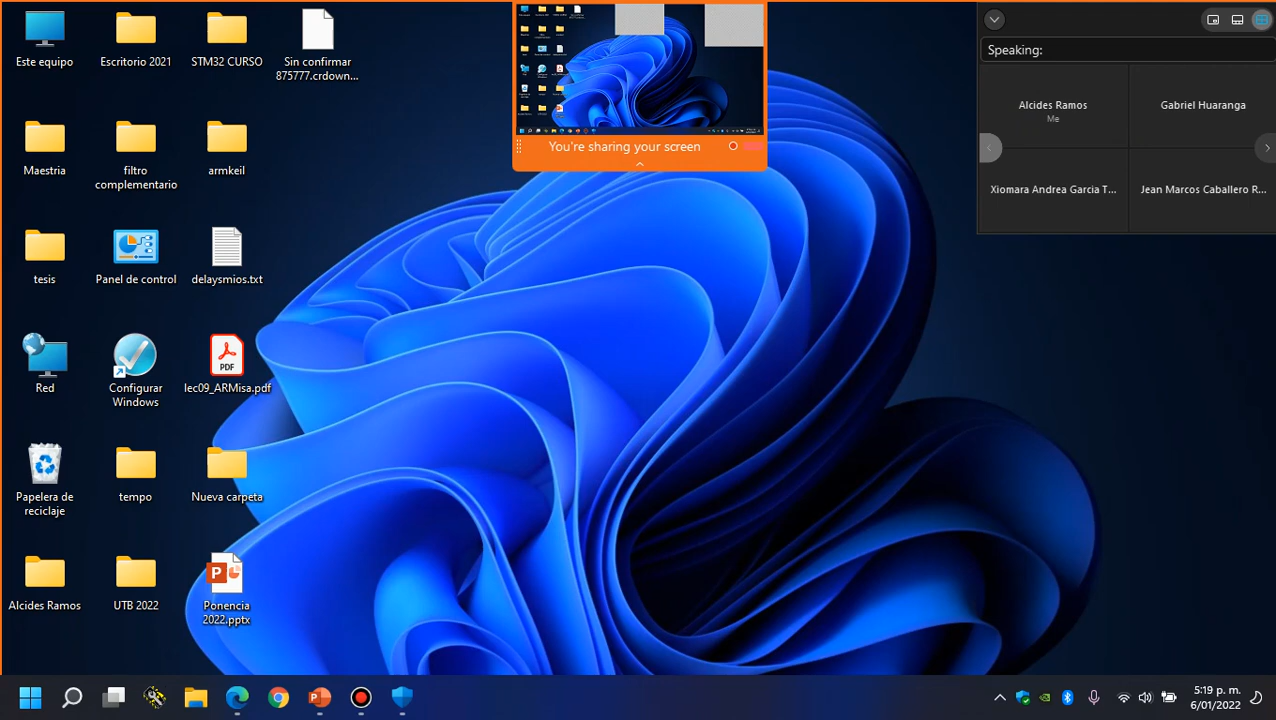 Este equipo
Escritorio 2021
STM32 CURSO
Sin confirmar
875777.crdown...
Maestria
filtro
complementario
armkeil
tesis
Panel de control
delaysmios.txt
Red
Configurar
Windows
PDF
lec09_ARMisa.pdf
Papelera de
reciclaje
tempo
Nueva carpeta
Alcides Ramos
UTB 2022
P
Ponencia
2022.pptx
You're sharing your screen
Speaking:
Alcides Ramos
Me
Gabriel Huaranga
Xiomara Andrea Garcia T...
Jean Marcos Caballero R...
5:19 p. m.
6/01/2022